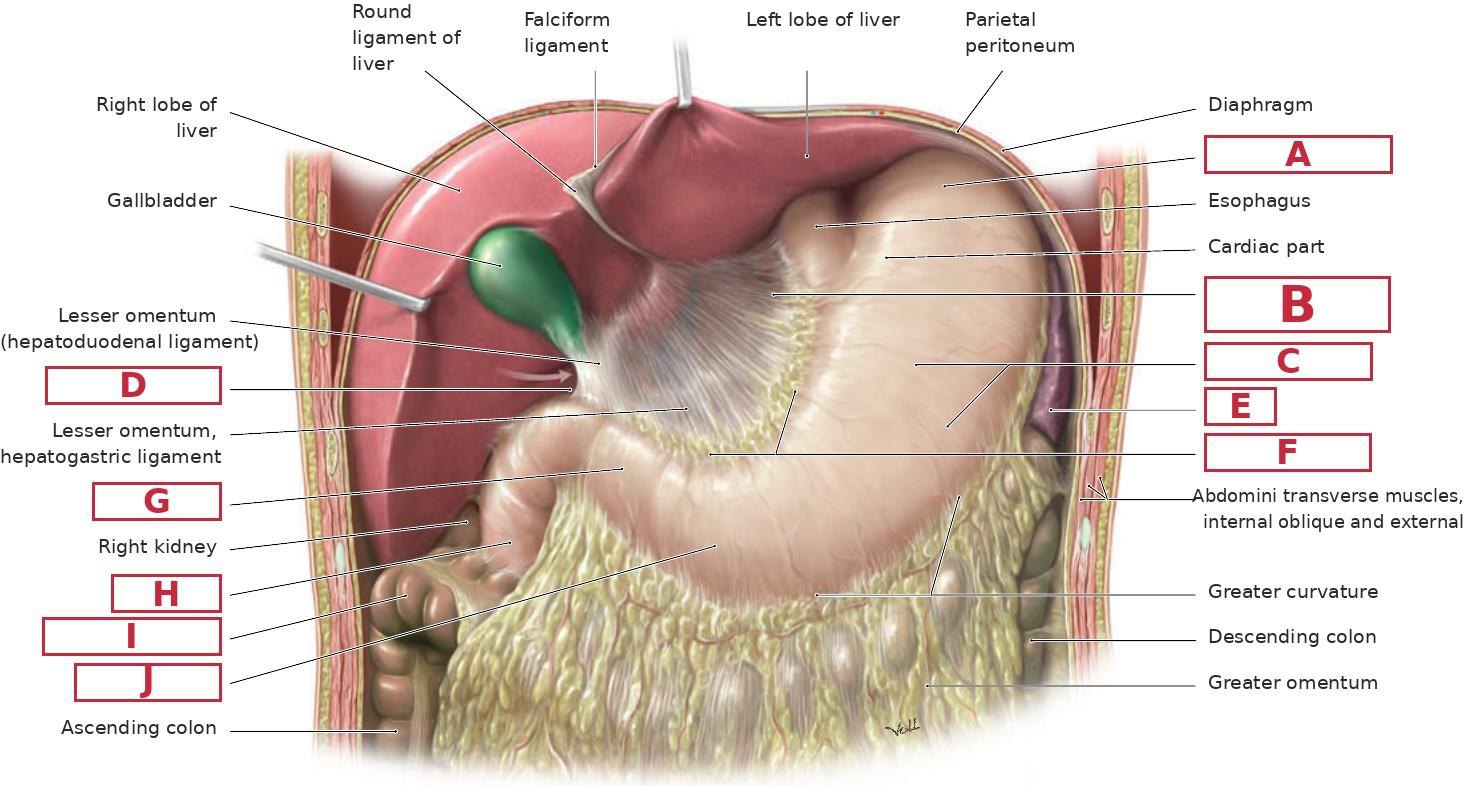 Round
ligament of
liver
Falciform
ligament
Left lobe of liver
Parietal
peritoneum
Right lobe of
liver
Diaphragm
A
Gallbladder
Esophagus
Cardiac part
B
Lesser omentum
(hepatoduodenal ligament)
C
D
E
Lesser omentum,
hepatogastric ligament
F
G
Abdomini transverse muscles,
internal oblique and external
Right kidney
H
Greater curvature
I
Descending colon
J
Greater omentum
Ascending colon